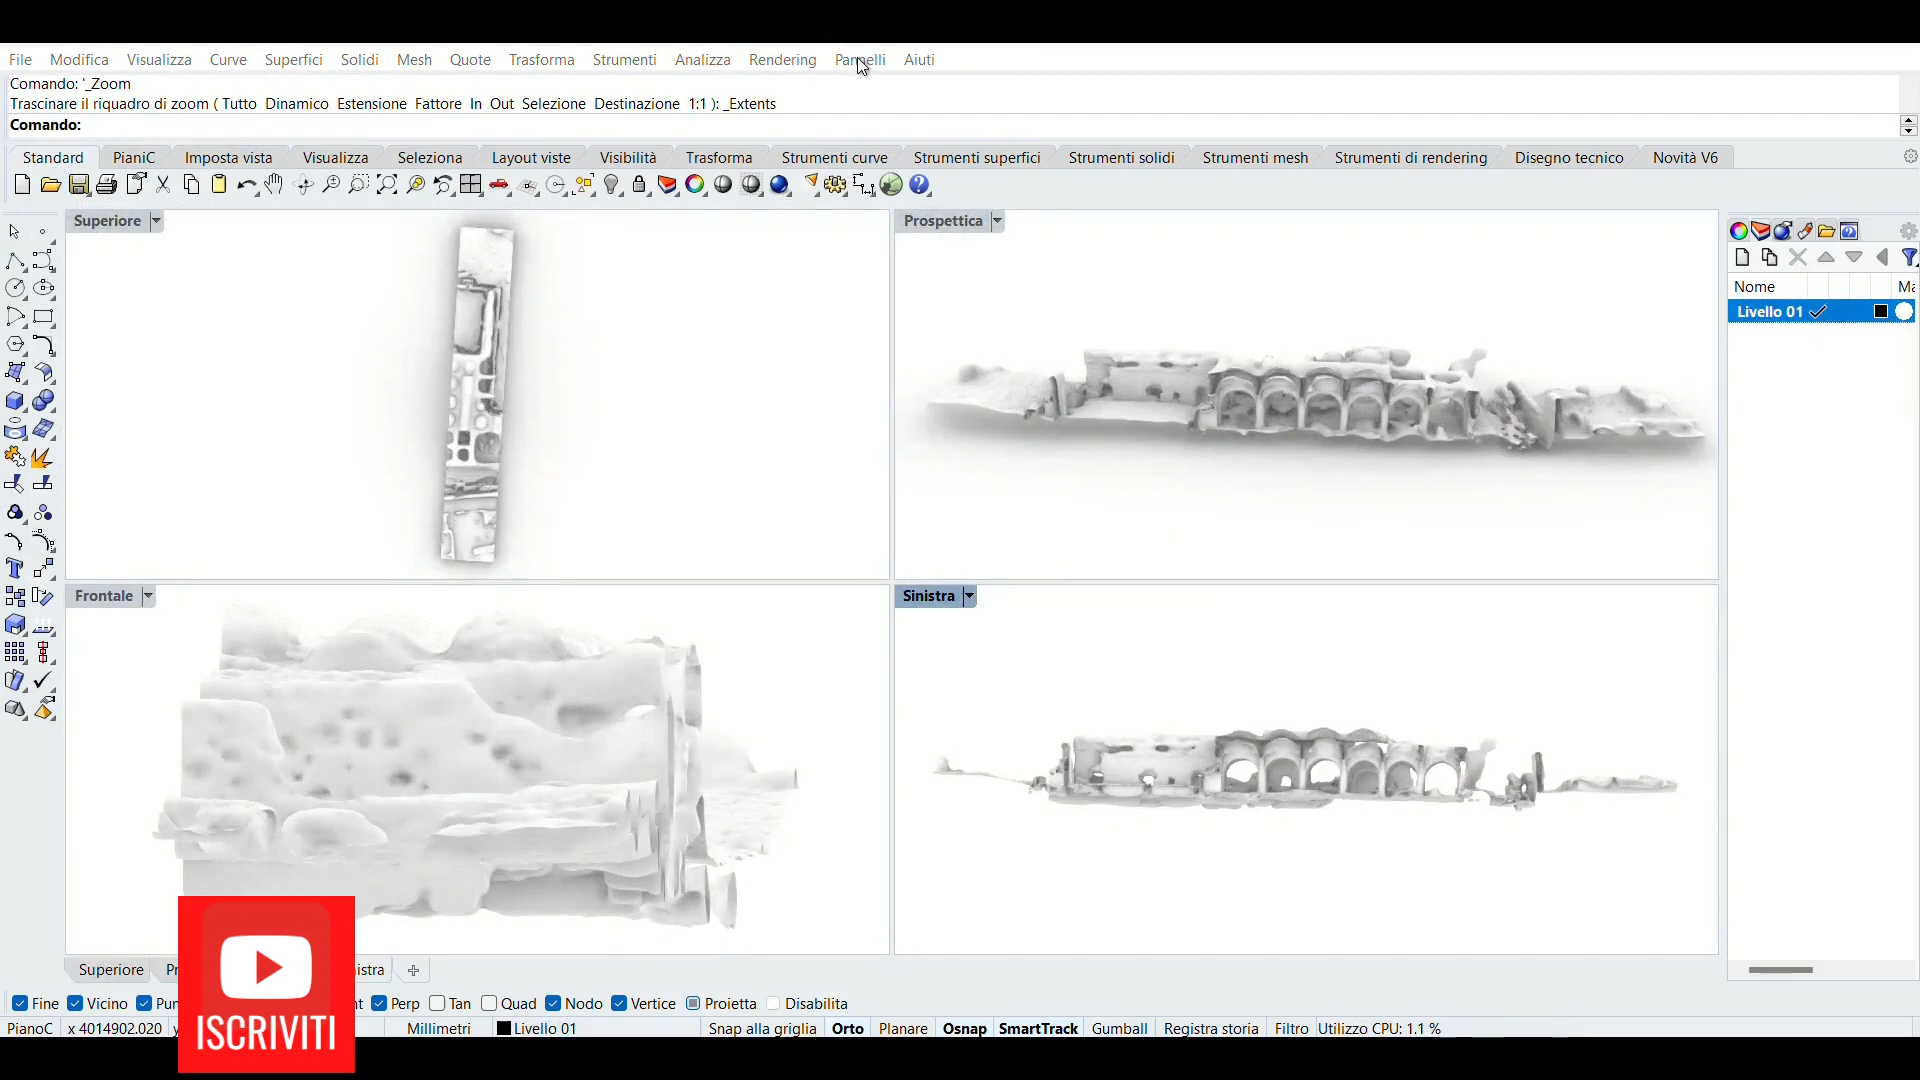 File Modifica Visualizza Curve Superfici Solidi Mesh Quote Trasforma Strumenti Analizza Rendering Pannelli Aiuti
Comando: '_Zoom
Trascinare il riquadro di zoom ( Tutto Dinamico Estensione Fattore In Out Selezione Destinazione 1:1 ): _Extents
Comando:
Standard PianiC Imposta vista Visualizza Seleziona Layout viste Visibilità Trasforma Strumenti curve Strumenti superfici Strumenti solidi Strumenti mesh Strumenti di rendering Disegno tecnico Novità V6
Superiore
Prospettica
Nome Ma
Livello 01
Frontale
Sinistra
Superiore Pr istra
Fine Vicino Pun nt Perp Tan Quad Nodo Vertice Proietta Disabilita
PianoC x 4014902.020 y Millimetri Livello 01 Snap alla griglia Orto Planare Osnap SmartTrack Gumball Registra storia Filtro Utilizzo CPU: 1.1 %
ISCRIVITI